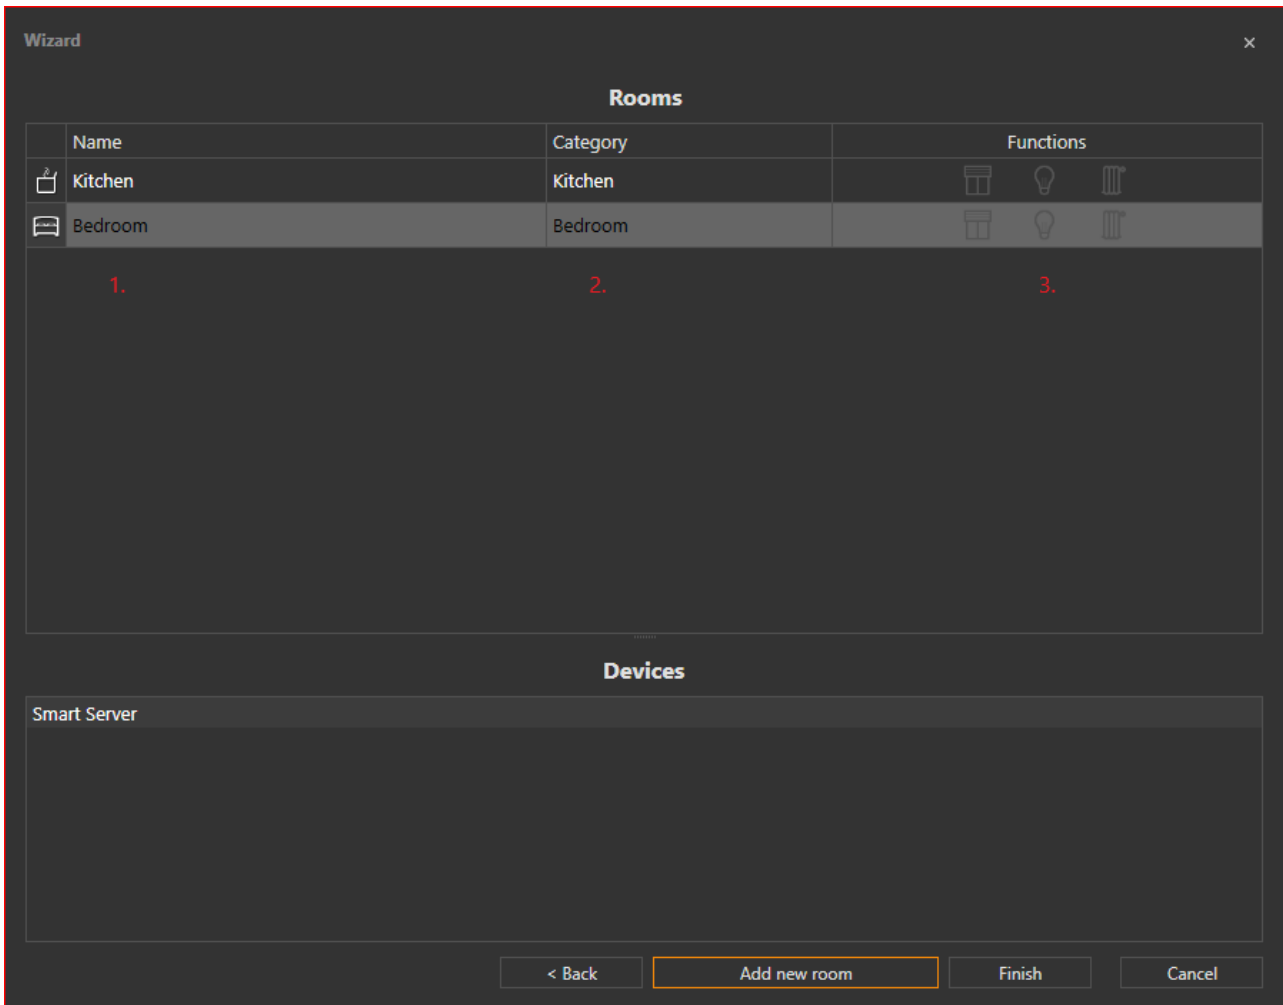 Wizard
Rooms
Name Category Functions
Kitchen Kitchen
Bedroom Bedroom
1. 2. 3.
Devices
Smart Server
< Back Add new room Finish Cancel